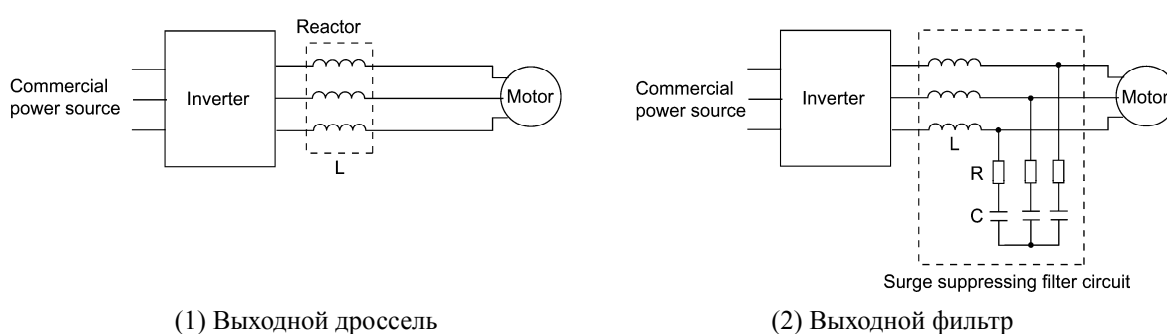 Reactor
Commercial
power source
Inverter
Motor
L
(1) Выходной дроссель
Commercial
power source
Inverter
Motor
L
R
C
Surge suppressing filter circuit
(2) Выходной фильтр